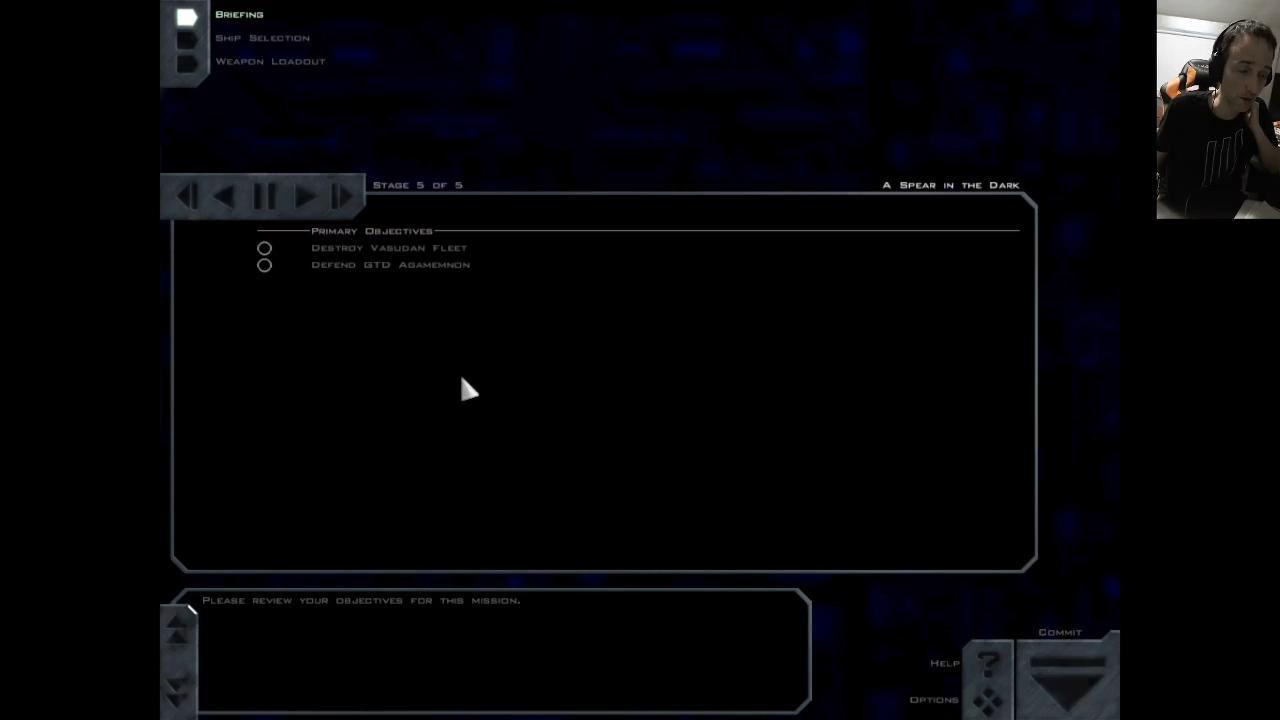 Briefing
Ship Selection
Weapon Loadout
Stage 5 of 5
A Spear in the Dark
Primary Objectives
Destroy Vasudan Fleet
Defend GTD Agamemnon
Please review your objectives for this mission.
Commit
Help
Options